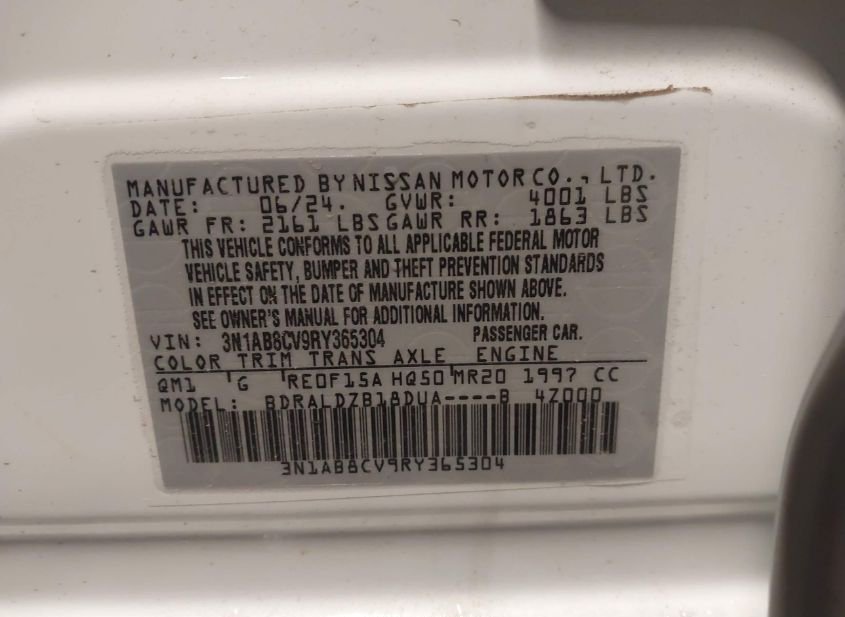 MANUFACTURED BY NISSAN MOTOR CO., LTD.
DATE: 06/24. GVWR: 4001 LBS
GAWR FR: 2161 LBS GAWR RR: 1863 LBS
THIS VEHICLE CONFORMS TO ALL APPLICABLE FEDERAL MOTOR
VEHICLE SAFETY, BUMPER AND THEFT PREVENTION STANDARDS
IN EFFECT ON THE DATE OF MANUFACTURE SHOWN ABOVE.
SEE OWNER'S MANUAL FOR ADDITIONAL INFORMATION.
VIN: 3N1AB8CV9RY365304 PASSENGER CAR.
COLOR TRIM TRANS AXLE ENGINE
QM1 G RE0F15A HQ50 MR20 1997 CC
MODEL: BDRALDZB18DUA----B 4Z000
3N1AB8CV9RY365304